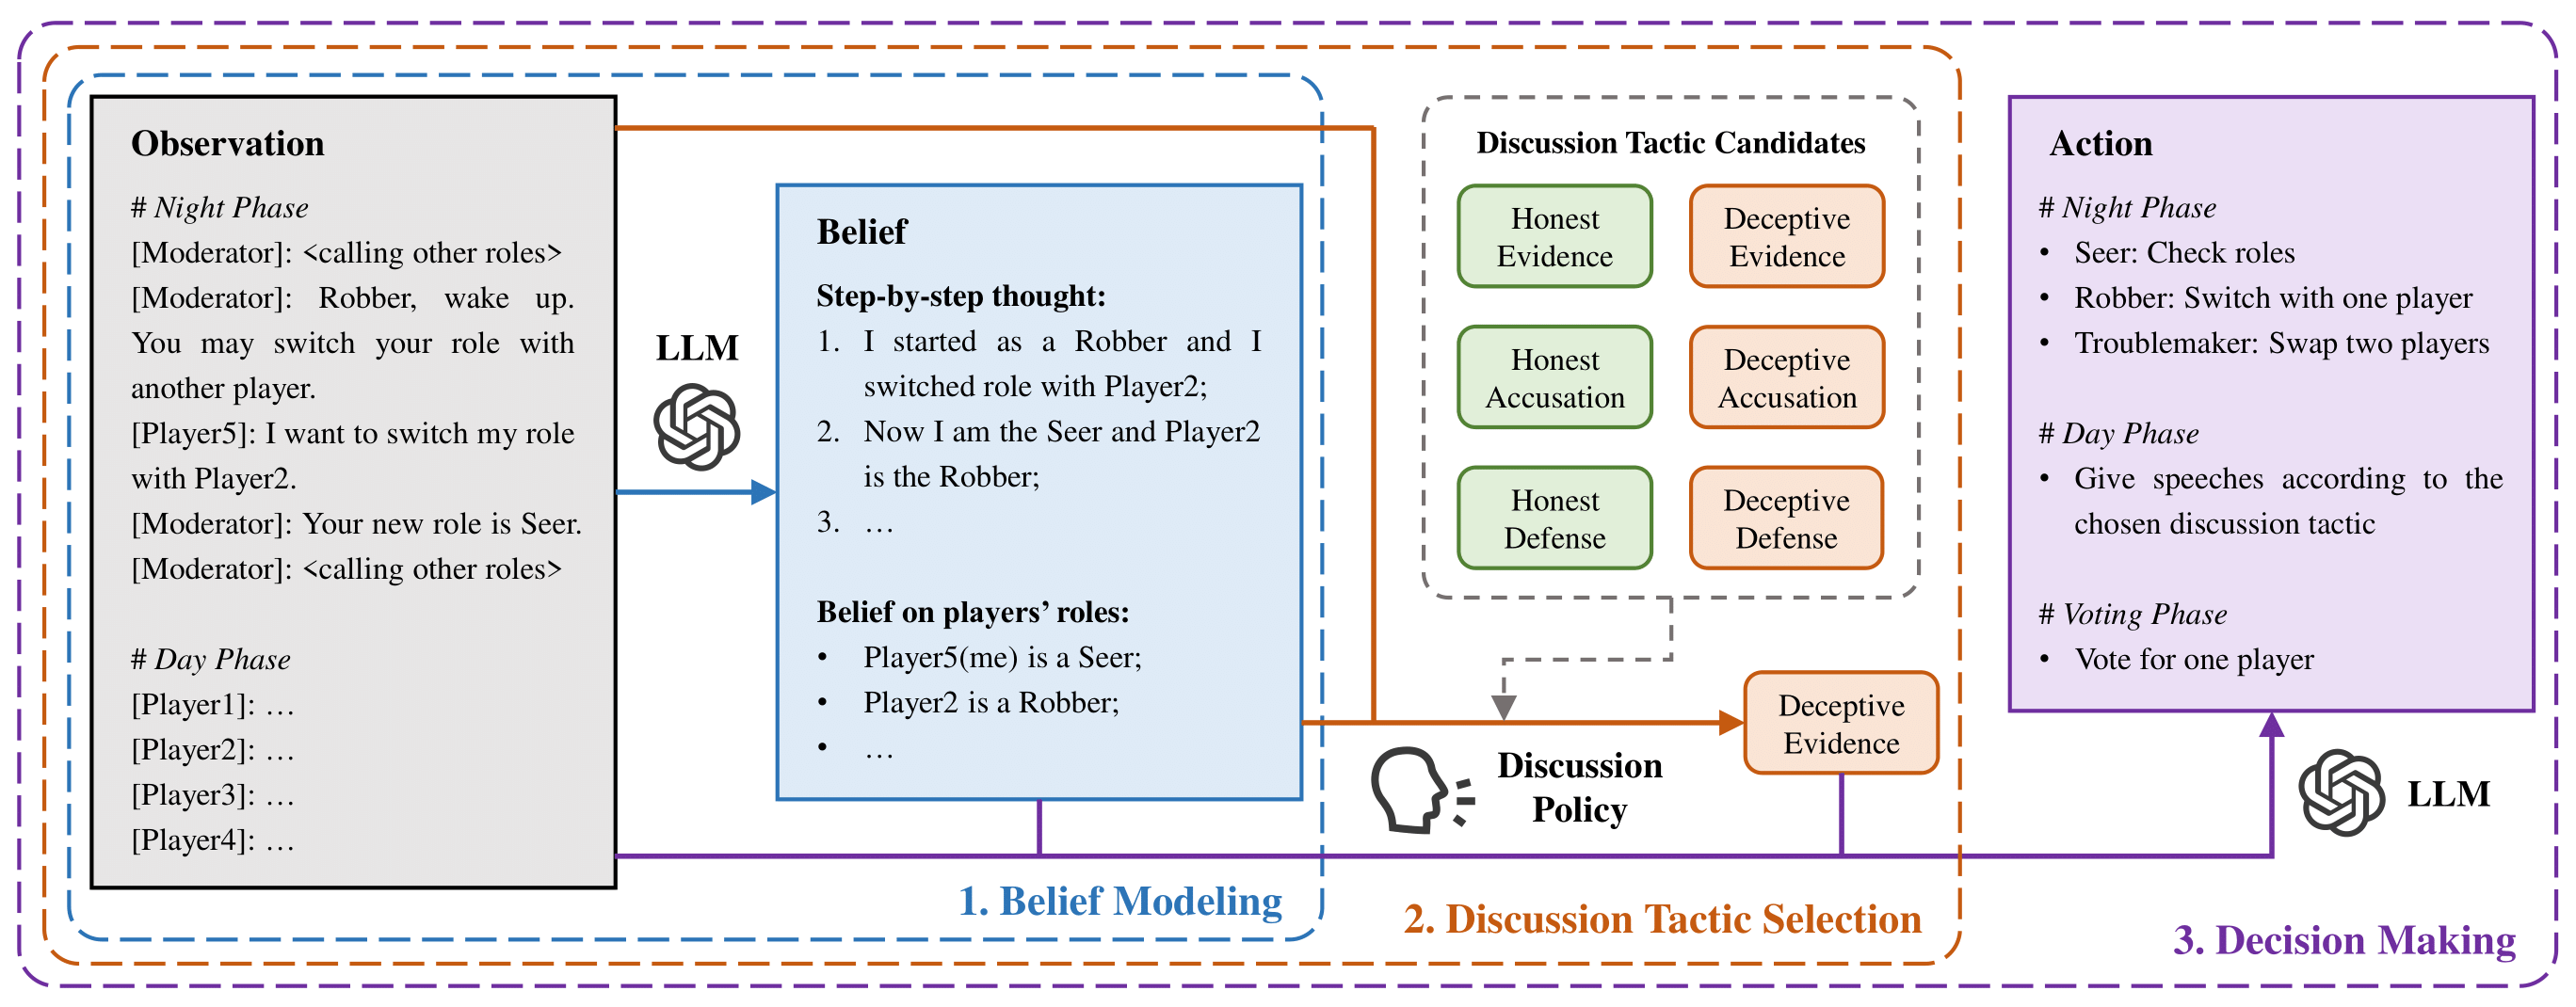 Observation
# Night Phase
[Moderator]: <calling other roles>
[Moderator]: Robber, wake up.
You may switch your role with
another player.
[Player5]: I want to switch my role
with Player2.
[Moderator]: Your new role is Seer.
[Moderator]: <calling other roles>
# Day Phase
[Player1]: …
[Player2]: …
[Player3]: …
[Player4]: …
LLM
Belief
Step-by-step thought:
1. I started as a Robber and I
switched role with Player2;
2. Now I am the Seer and Player2
is the Robber;
3. …
Belief on players’ roles:
• Player5(me) is a Seer;
• Player2 is a Robber;
• …
1. Belief Modeling
Discussion Tactic Candidates
Honest
Evidence
Deceptive
Evidence
Honest
Accusation
Deceptive
Accusation
Honest
Defense
Deceptive
Defense
Discussion
Policy
Deceptive
Evidence
2. Discussion Tactic Selection
Action
# Night Phase
• Seer: Check roles
• Robber: Switch with one player
• Troublemaker: Swap two players
# Day Phase
• Give speeches according to the
chosen discussion tactic
# Voting Phase
• Vote for one player
LLM
3. Decision Making